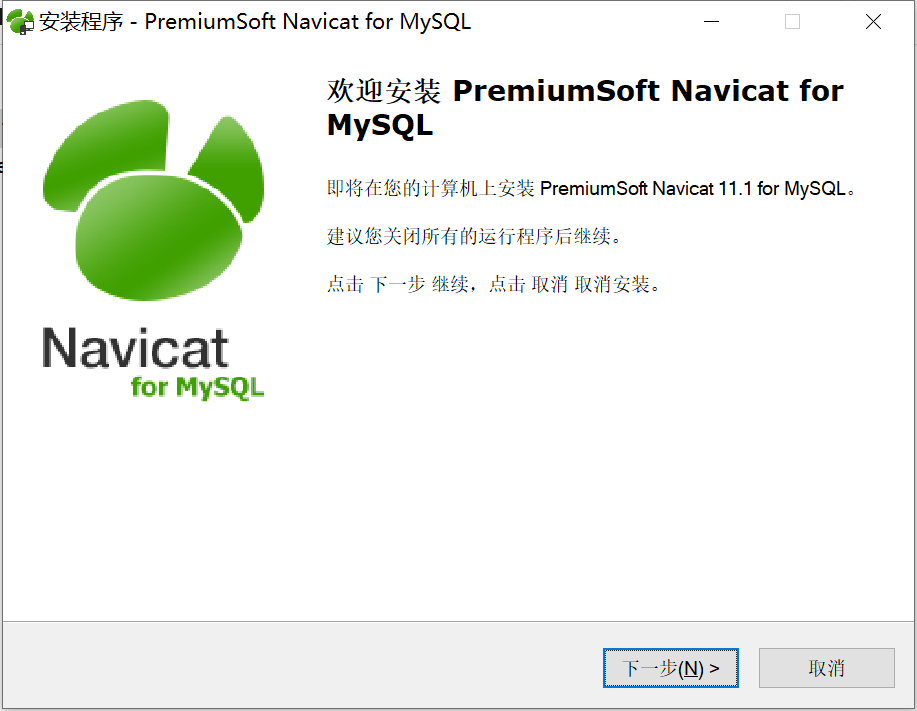 安装程序 - PremiumSoft Navicat for MySQL
欢迎安装 PremiumSoft Navicat for
MySQL
即将在您的计算机上安装 PremiumSoft Navicat 11.1 for MySQL。
建议您关闭所有的运行程序后继续。
点击 下一步 继续，点击 取消 取消安装。
Navicat
for MySQL
下一步(N) >
取消